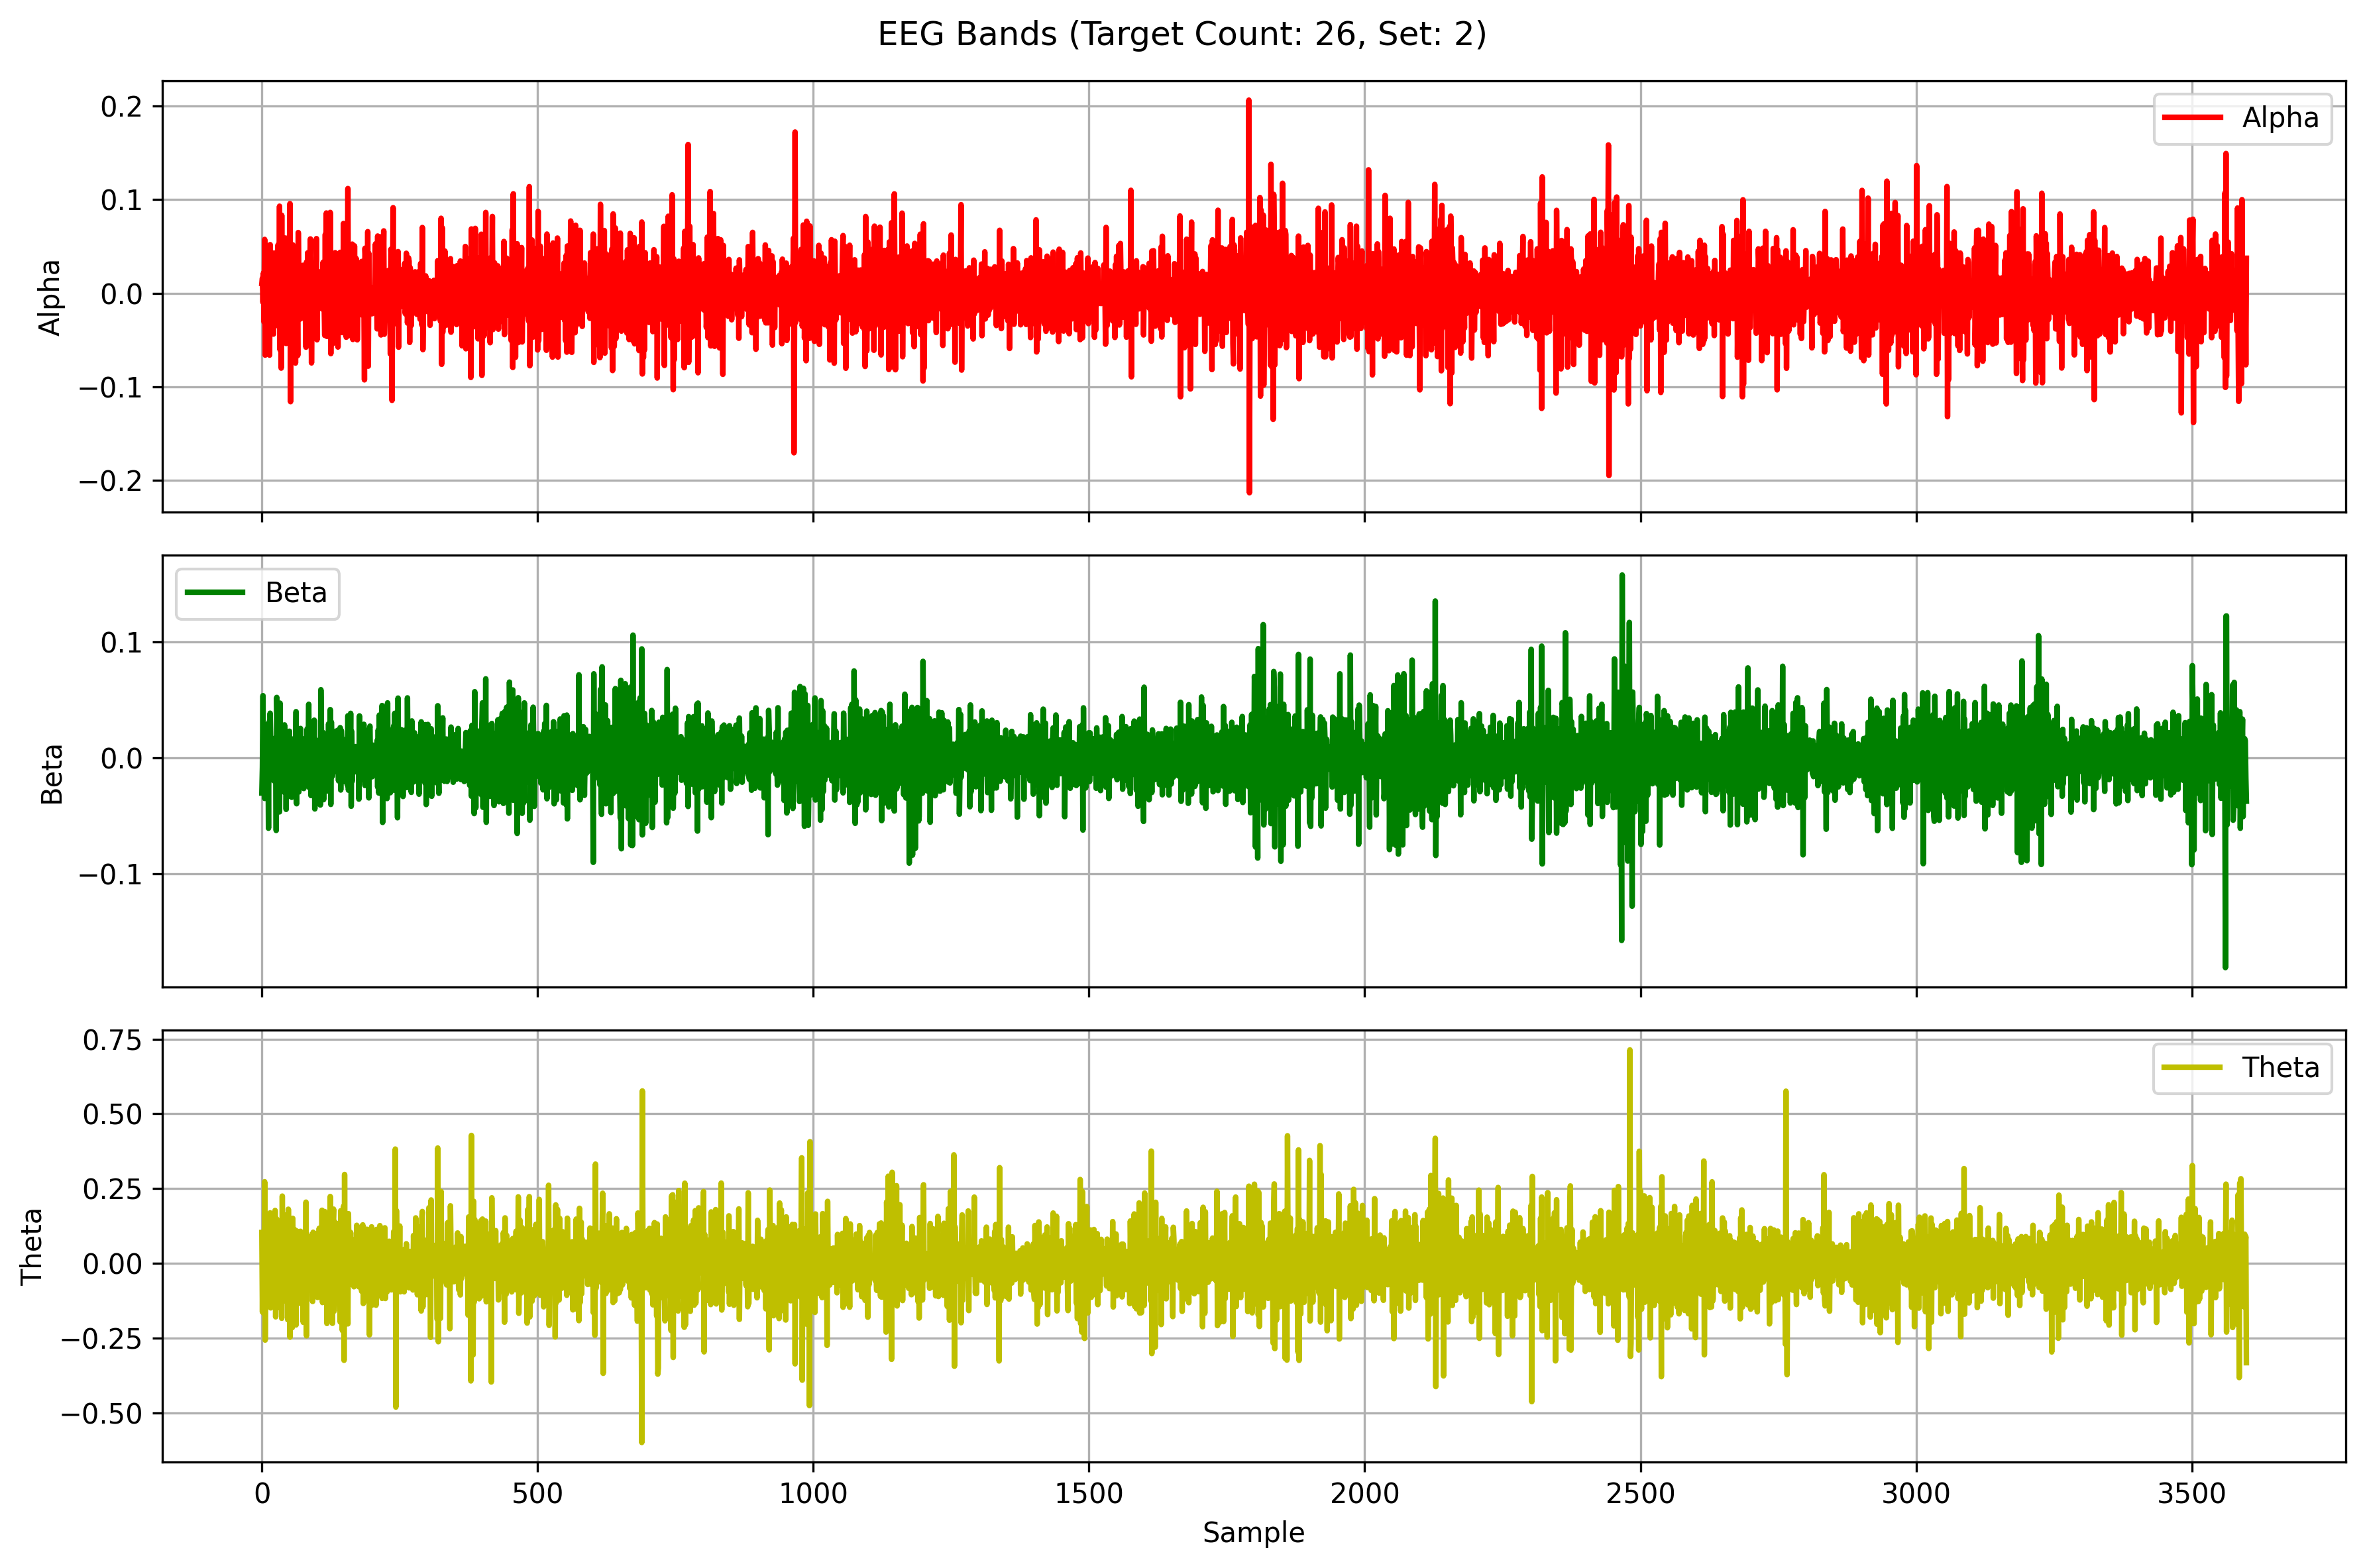 EEG Bands (Target Count: 26, Set: 2)
0.2
0.1
0.0
−0.1
−0.2
Alpha
Alpha
0.1
0.0
−0.1
Beta
Beta
0.75
0.50
0.25
0.00
−0.25
−0.50
Theta
Theta
0 500 1000 1500 2000 2500 3000 3500
Sample